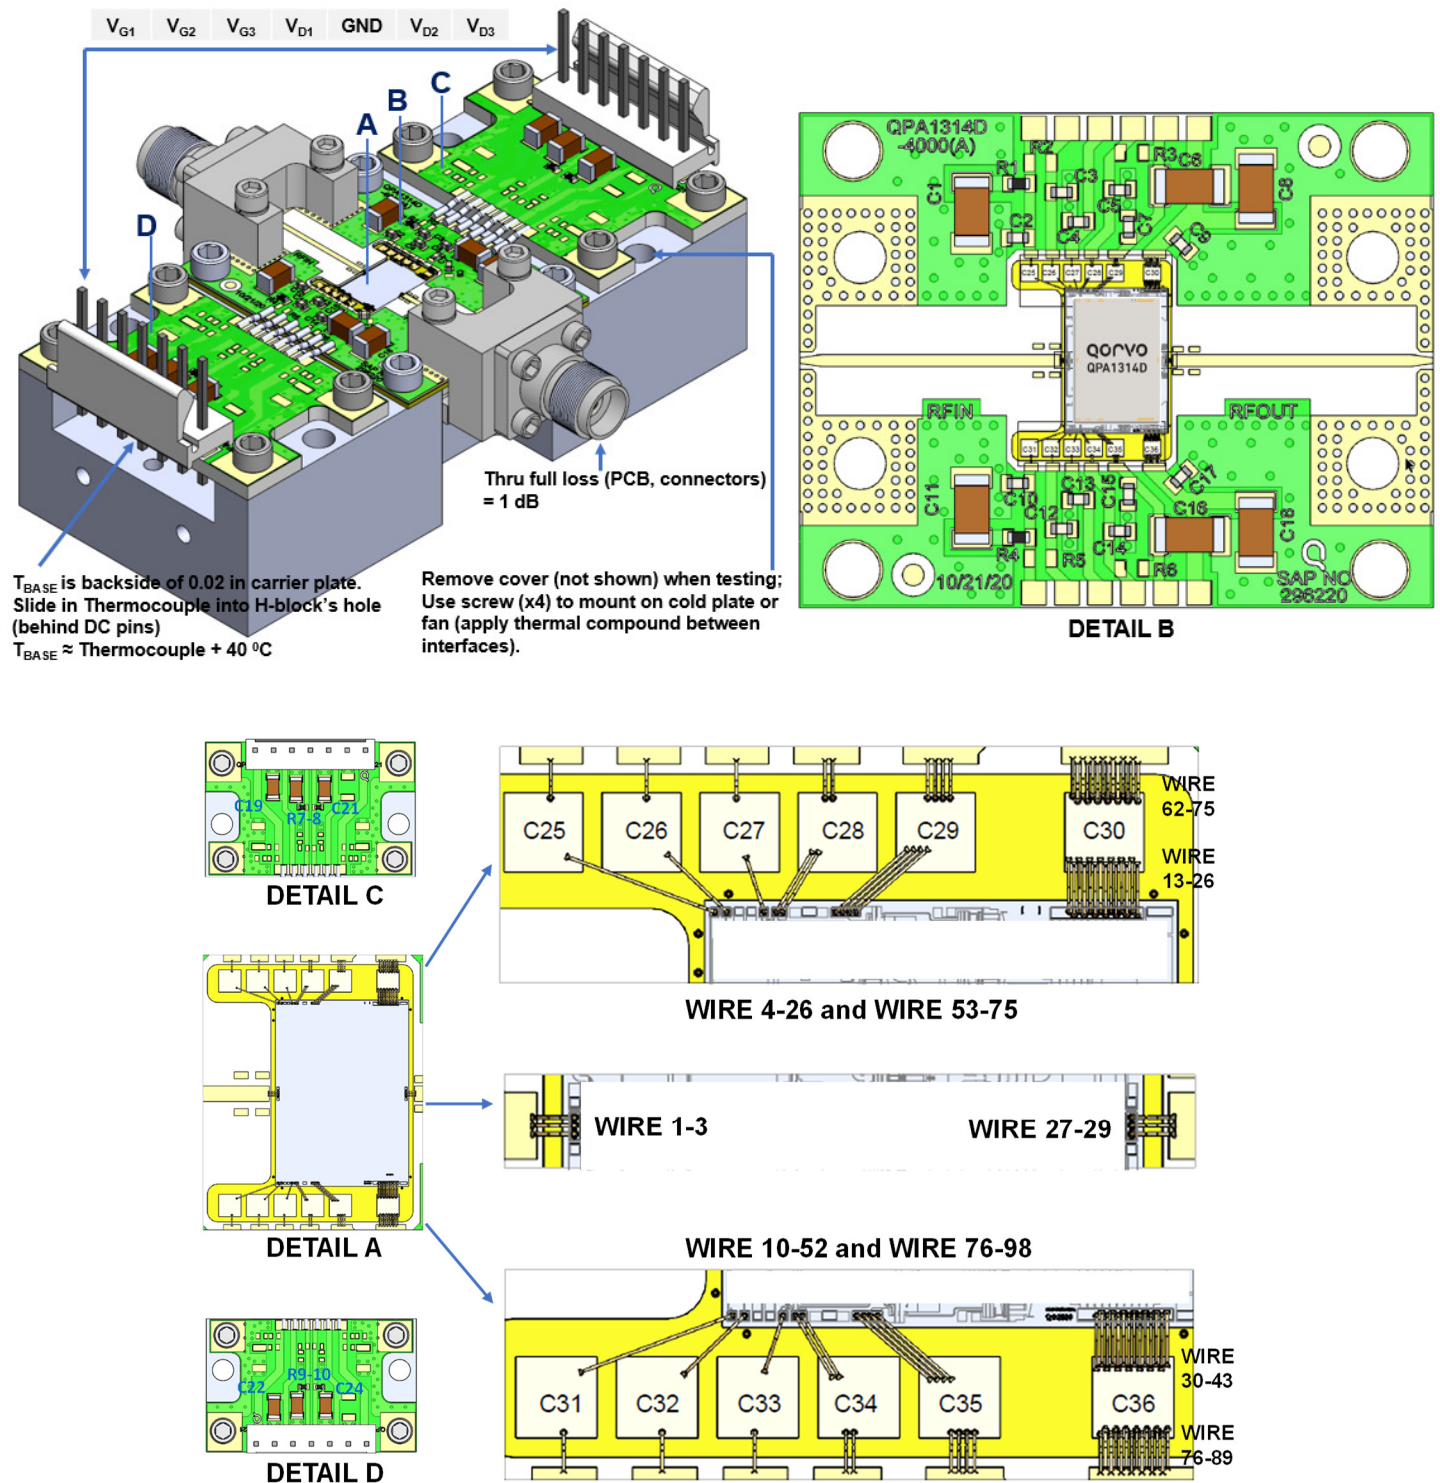 VG1 VG2 VG3 VD1 GND VD2 VD3
A
B
C
D
Thru full loss (PCB, connectors)
= 1 dB
TBASE is backside of 0.02 in carrier plate.
Slide in Thermocouple into H-block's hole
(behind DC pins)
TBASE ≈ Thermocouple + 40 ⁰C
Remove cover (not shown) when testing;
Use screw (x4) to mount on cold plate or
fan (apply thermal compound between
interfaces).
QPA1314D
-4000(A)
R2
R1
C3
R3
C6
C1
C5
C8
C2
C4
C7
C9
C25 C26 C27 C28 C29 C30
QORVO
QPA1314D
RFIN
RFOUT
C31 C32 C33 C34 C35 C36
C11
C10
C13
C15
C17
C12
C16
C18
R4
R5
C14
R6
10/21/20
SAP NO
296220
DETAIL B
C19
R7-8
C21
DETAIL C
C25 C26 C27 C28 C29 C30
WIRE
62-75
WIRE
13-26
WIRE 4-26 and WIRE 53-75
DETAIL A
WIRE 1-3
WIRE 27-29
WIRE 10-52 and WIRE 76-98
C31 C32 C33 C34 C35 C36
WIRE
30-43
WIRE
76-89
C22
R9-10
C24
DETAIL D